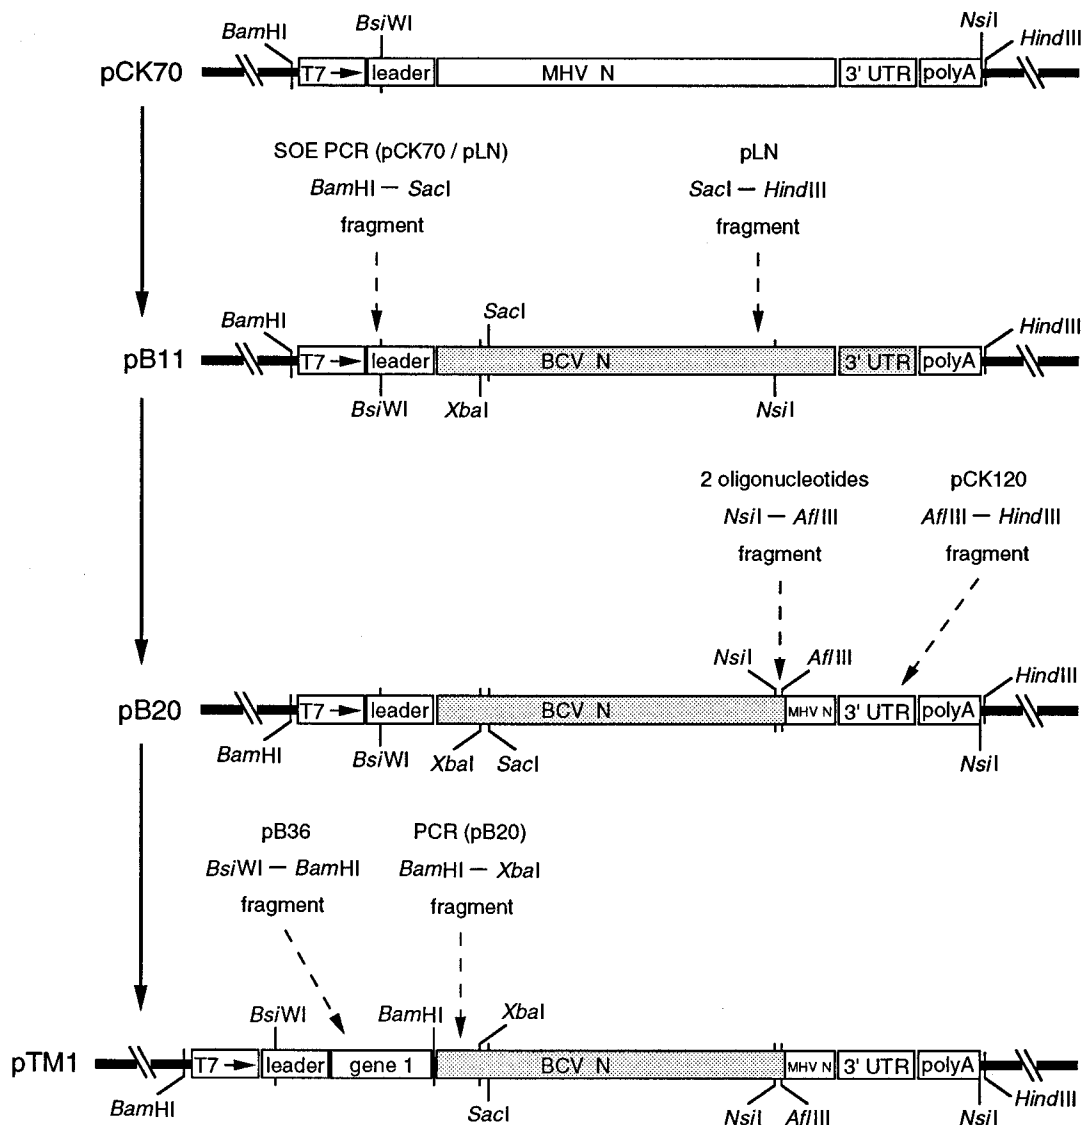 BamHI BsiWI NsiI HindIII
pCK70 T7 leader MHV N 3' UTR polyA
SOE PCR (pCK70 / pLN) pLN
BamHI – SacI SacI – HindIII
fragment fragment
BamHI SacI HindIII
pB11 T7 leader BCV N 3' UTR polyA
BsiWI XbaI NsiI
2 oligonucleotides pCK120
NsiI – AflIII AflIII – HindIII
fragment fragment
NsiI AflIII HindIII
pB20 T7 leader BCV N MHV N 3' UTR polyA
BamHI BsiWI XbaI SacI NsiI
pB36 PCR (pB20)
BsiWI – BamHI BamHI – XbaI
fragment fragment
BsiWI BamHI XbaI
pTM1 T7 leader gene 1 BCV N MHV N 3' UTR polyA
BamHI SacI NsiI AflIII NsiI HindIII